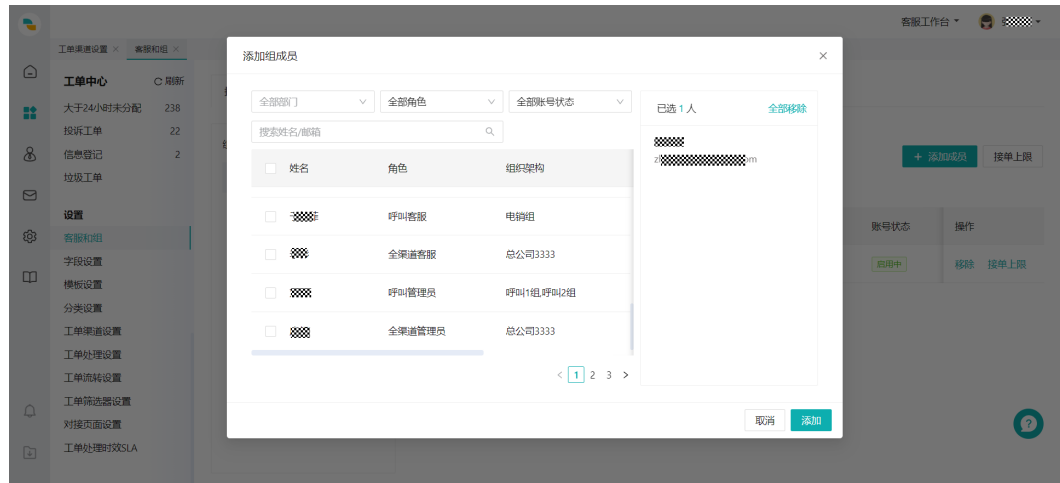 客服工作台
工单渠道设置 × 客服和组 ×
工单中心 刷新
大于24小时未分配 238
投诉工单 22
信息登记 2
垃圾工单
设置
客服和组
字段设置
模板设置
分类设置
工单渠道设置
工单处理设置
工单流转设置
工单筛选器设置
对接页面设置
工单处理时效SLA
添加组成员 ×
全部部门 全部角色 全部账号状态
搜索姓名/邮箱
姓名 角色 组织架构
呼叫客服 电销组
全渠道客服 总公司3333
呼叫管理员 呼叫1组,呼叫2组
全渠道管理员 总公司3333
< 1 2 3 >
已选 1 人 全部移除
取消 添加
+ 添加成员 接单上限
账号状态 操作
启用中 移除 接单上限